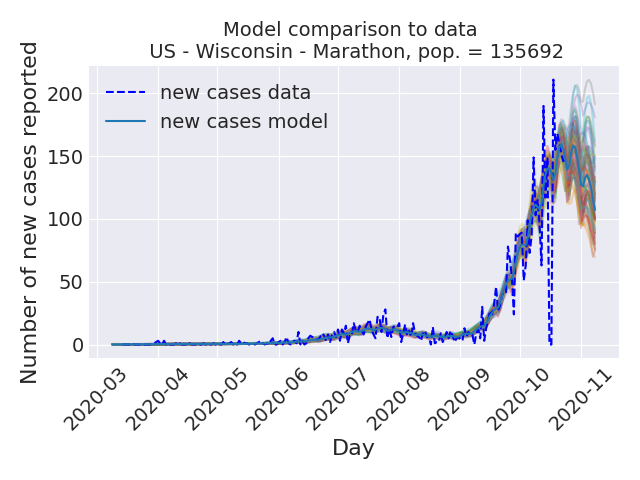 Model comparison to data
US - Wisconsin - Marathon, pop. = 135692
Number of new cases reported
200
150
100
50
0
new cases data
new cases model
2020-03
2020-04
2020-05
2020-06
2020-07
2020-08
2020-09
2020-10
2020-11
Day